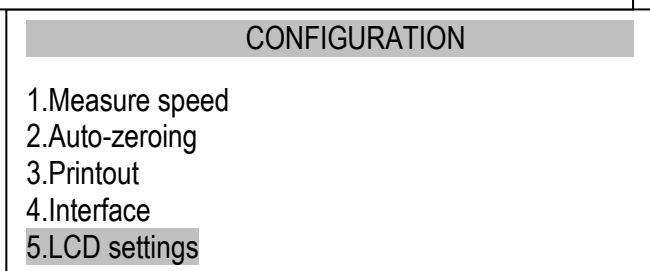 CONFIGURATION
1.Measure speed
2.Auto-zeroing
3.Printout
4.Interface
5.LCD settings